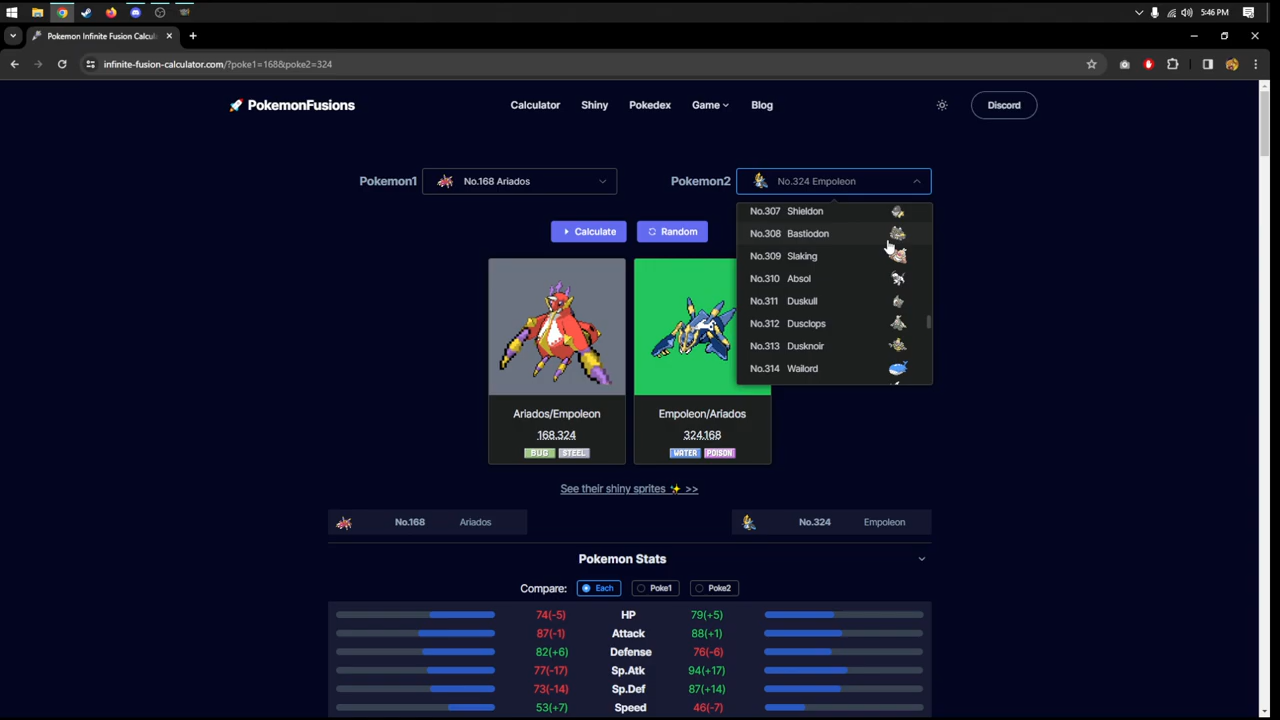 5:46 PM
Pokemon Infinite Fusion Calcul
infinite-fusion-calculator.com/?poke1=168&poke2=324
PokemonFusions
Calculator Shiny Pokedex Game Blog
Discord
Pokemon1 No.168 Ariados
Pokemon2 No.324 Empoleon
Calculate Random
No.307 Shieldon
No.308 Bastiodon
No.309 Slaking
No.310 Absol
No.311 Duskull
No.312 Dusclops
No.313 Dusknoir
No.314 Wailord
Ariados/Empoleon
168.324
BUG STEEL
Empoleon/Ariados
324.168
WATER POISON
See their shiny sprites ✨ >>
No.168 Ariados
No.324 Empoleon
Pokemon Stats
Compare: Each Poke1 Poke2
74(-5) HP 79(+5)
87(-1) Attack 88(+1)
82(+6) Defense 76(-6)
77(-17) Sp.Atk 94(+17)
73(-14) Sp.Def 87(+14)
53(+7) Speed 46(-7)